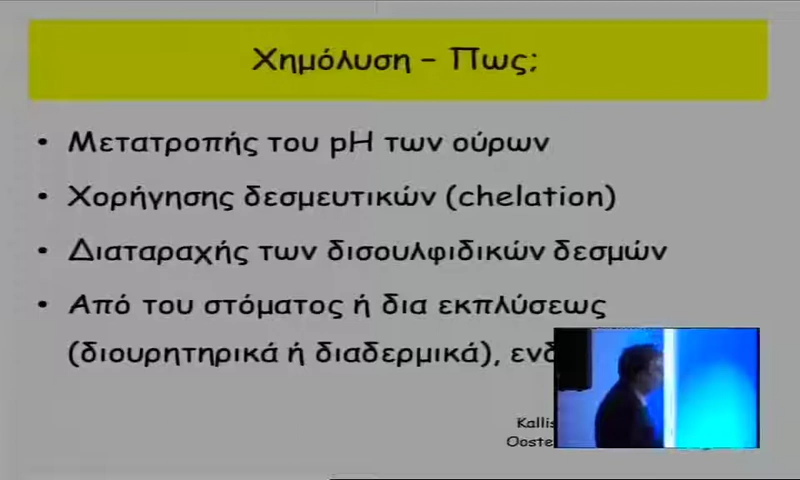 Χημόλυση – Πως;
• Μετατροπής του pH των ούρων
• Χορήγησης δεσμευτικών (chelation)
• Διαταραχής των δισουλφιδικών δεσμών
• Από του στόματος ή δια εκπλύσεως
(διουρητηρικά ή διαδερμικά),